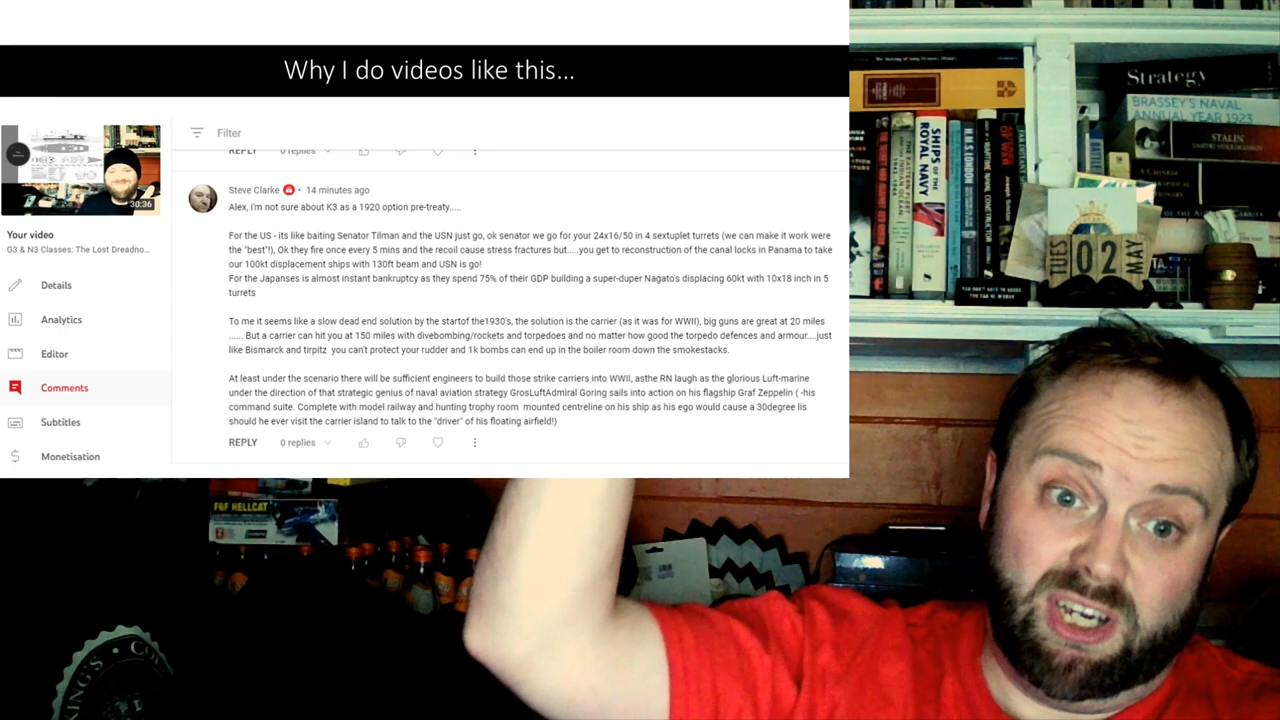 Why I do videos like this...
Filter
REPLY 0 replies
Steve Clarke • 14 minutes ago
Alex, i'm not sure about K3 as a 1920 option pre-treaty.....
For the US - its like baiting Senator Tilman and the USN just go, ok senator we go for your 24x16/50 in 4 sextuplet turrets (we can make it work were
the "best"!), Ok they fire once every 5 mins and the recoil cause stress fractures but.....you get to reconstruction of the canal locks in Panama to take
our 100kt displacement ships with 130ft beam and USN is go!
For the Japanses is almost instant bankruptcy as they spend 75% of their GDP building a super-duper Nagato's displacing 60kt with 10x18 inch in 5
turrets
To me it seems like a slow dead end solution by the startof the1930's, the solution is the carrier (as it was for WWII), big guns are great at 20 miles
...... But a carrier can hit you at 150 miles with divebombing/rockets and torpedoes and no matter how good the torpedo defences and armour....just
like Bismarck and tirpitz you can't protect your rudder and 1k bombs can end up in the boiler room down the smokestacks.
At least under the scenario there will be sufficient engineers to build those strike carriers into WWII, asthe RN laugh as the glorious Luft-marine
under the direction of that strategic genius of naval aviation strategy GrosLuftAdmiral Goring sails into action on his flagship Graf Zeppelin ( -his
command suite. Complete with model railway and hunting trophy room mounted centreline on his ship as his ego would cause a 30degree lis
should he ever visit the carrier island to talk to the "driver" of his floating airfield!)
REPLY 0 replies
30:36
Your video
G3 & N3 Classes: The Lost Dreadno...
Details
Analytics
Editor
Comments
Subtitles
Monetisation
Strategy
BRASSEY'S NAVAL
ANNUAL YEAR 1923
STALIN
SHIPS OF THE
ROYAL NAVY
H.M.S. LONDON
TUES 02 MAY
F6F HELLCAT